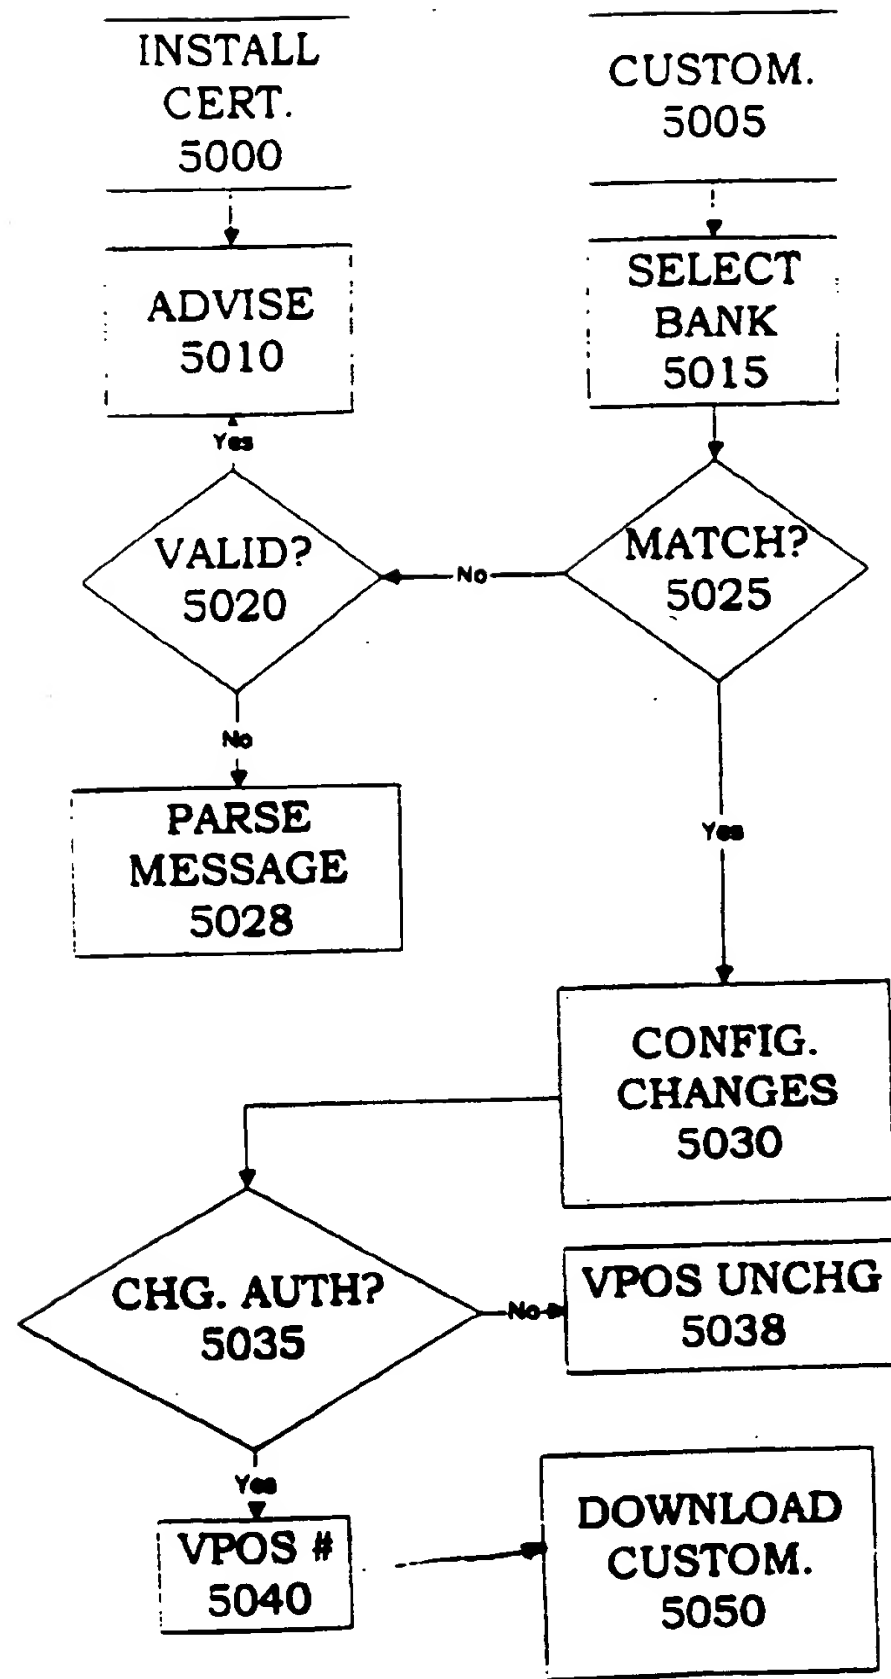 INSTALL
CERT.
5000
CUSTOM.
5005
ADVISE
5010
SELECT
BANK
5015
Yes
VALID?
5020
No
MATCH?
5025
No
PARSE
MESSAGE
5028
Yes
CONFIG.
CHANGES
5030
CHG. AUTH?
5035
No
VPOS UNCHG
5038
Yes
VPOS #
5040
DOWNLOAD
CUSTOM.
5050